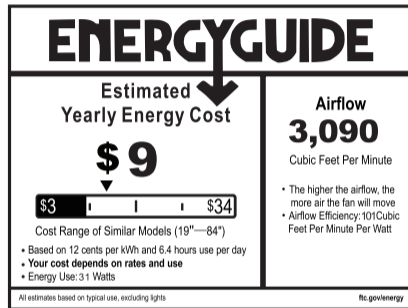 ENERGYGUIDE
Estimated
Yearly Energy Cost
$9
$3
$34
Cost Range of Similar Models (19"—84")
• Based on 12 cents per kWh and 6.4 hours use per day
• Your cost depends on rates and use
• Energy Use: 31 Watts
Airflow
3,090
Cubic Feet Per Minute
• The higher the airflow, the
more air the fan will move
• Airflow Efficiency:101Cubic
Feet Per Minute Per Watt
All estimates based on typical use, excluding lights
ftc.gov/energy